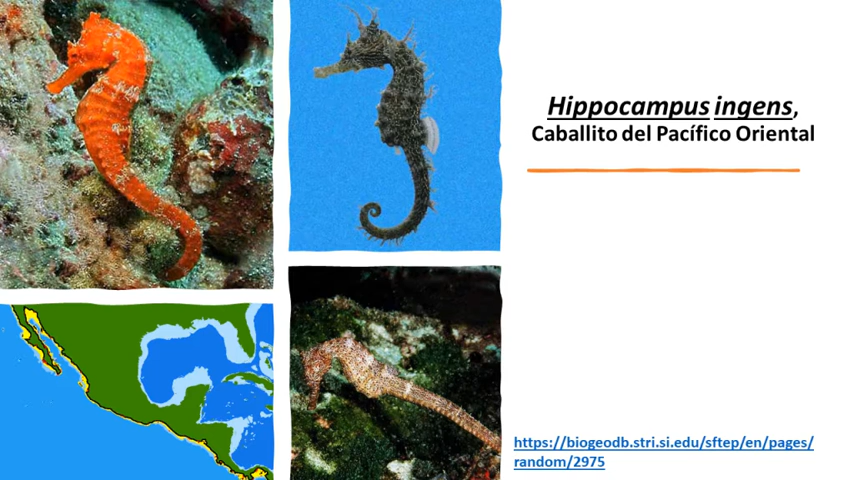 Hippocampus ingens,
Caballito del Pacífico Oriental
https://biogeodb.stri.si.edu/sftep/en/pages/
random/2975